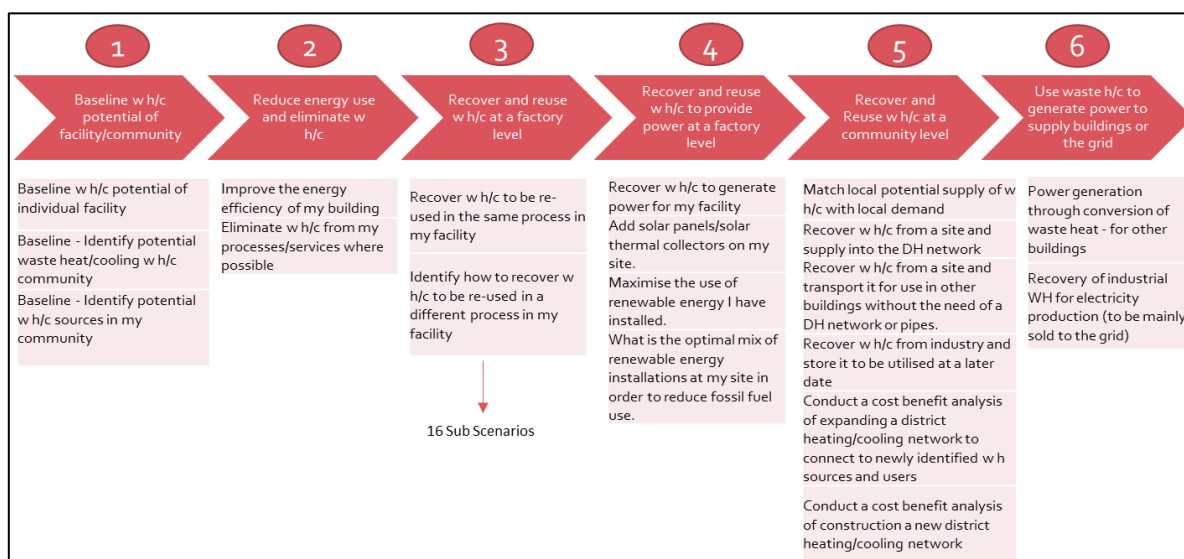 1
2
3
4
5
6
Baseline w h/c
potential of
facility/community
Reduce energy use
and eliminate w
h/c
Recover and reuse
w h/c at a factory
level
Recover and reuse
w h/c to provide
power at a factory
level
Recover and
Reuse w h/c at a
community level
Use waste h/c to
generate power to
supply buildings or
the grid
Baseline w h/c potential of
individual facility
Baseline - Identify potential
waste heat/cooling w h/c
community
Baseline - Identify potential
w h/c sources in my
community
Improve the energy
efficiency of my building
Eliminate w h/c from my
processes/services where
possible
Recover w h/c to be re-
used in the same process in
my facility
Identify how to recover w
h/c to be re-used in a
different process in my
facility
16 Sub Scenarios
Recover w h/c to generate
power for my facility
Add solar panels/solar
thermal collectors on my
site.
Maximise the use of
renewable energy I have
installed.
What is the optimal mix of
renewable energy
installations at my site in
order to reduce fossil fuel
use.
Match local potential supply of w
h/c with local demand
Recover w h/c from a site and
supply into the DH network
Recover w h/c from a site and
transport it for use in other
buildings without the need of a
DH network or pipes.
Recover w h/c from industry and
store it to be utilised at a later
date
Conduct a cost benefit analysis
of expanding a district
heating/cooling network to
connect to newly identified w h
sources and users
Conduct a cost benefit analysis
of construction a new district
heating/cooling network
Power generation
through conversion of
waste heat - for other
buildings
Recovery of industrial
WH for electricity
production (to be mainly
sold to the grid)